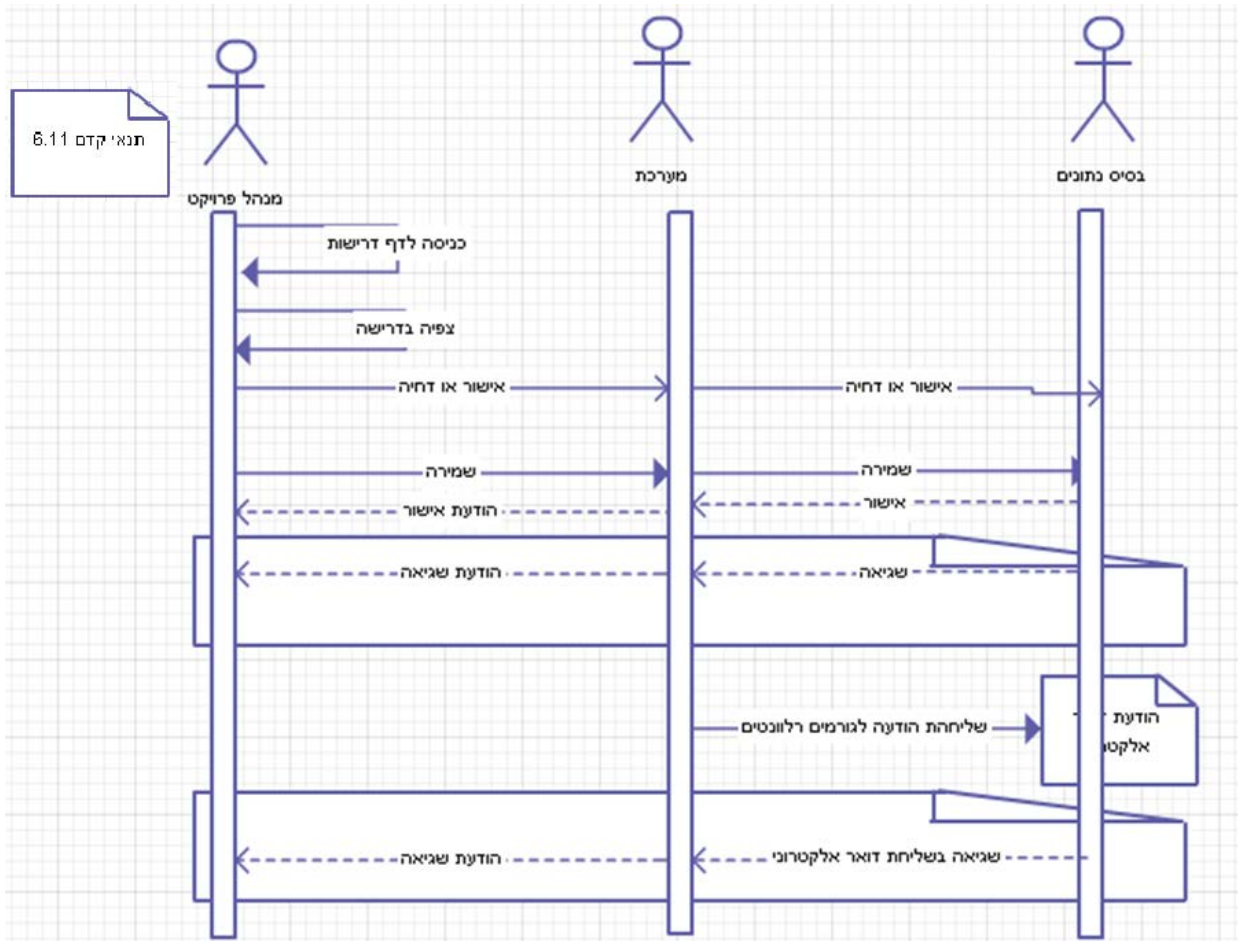 תנאי קדם 6.11
מנהל פרויקט
מערכת
בסיס נתונים
כניסה לדף דרישות
צפיה בדרישה
אישור או דחיה
אישור או דחיה
שמירה
שמירה
אישור
הודעת אישור
שגיאה
הודעת שגיאה
שליחהת הודעה לגורמים רלוונטים
הודעת
שגיאה בשליחת דואר אלקטרוני
הודעת שגיאה